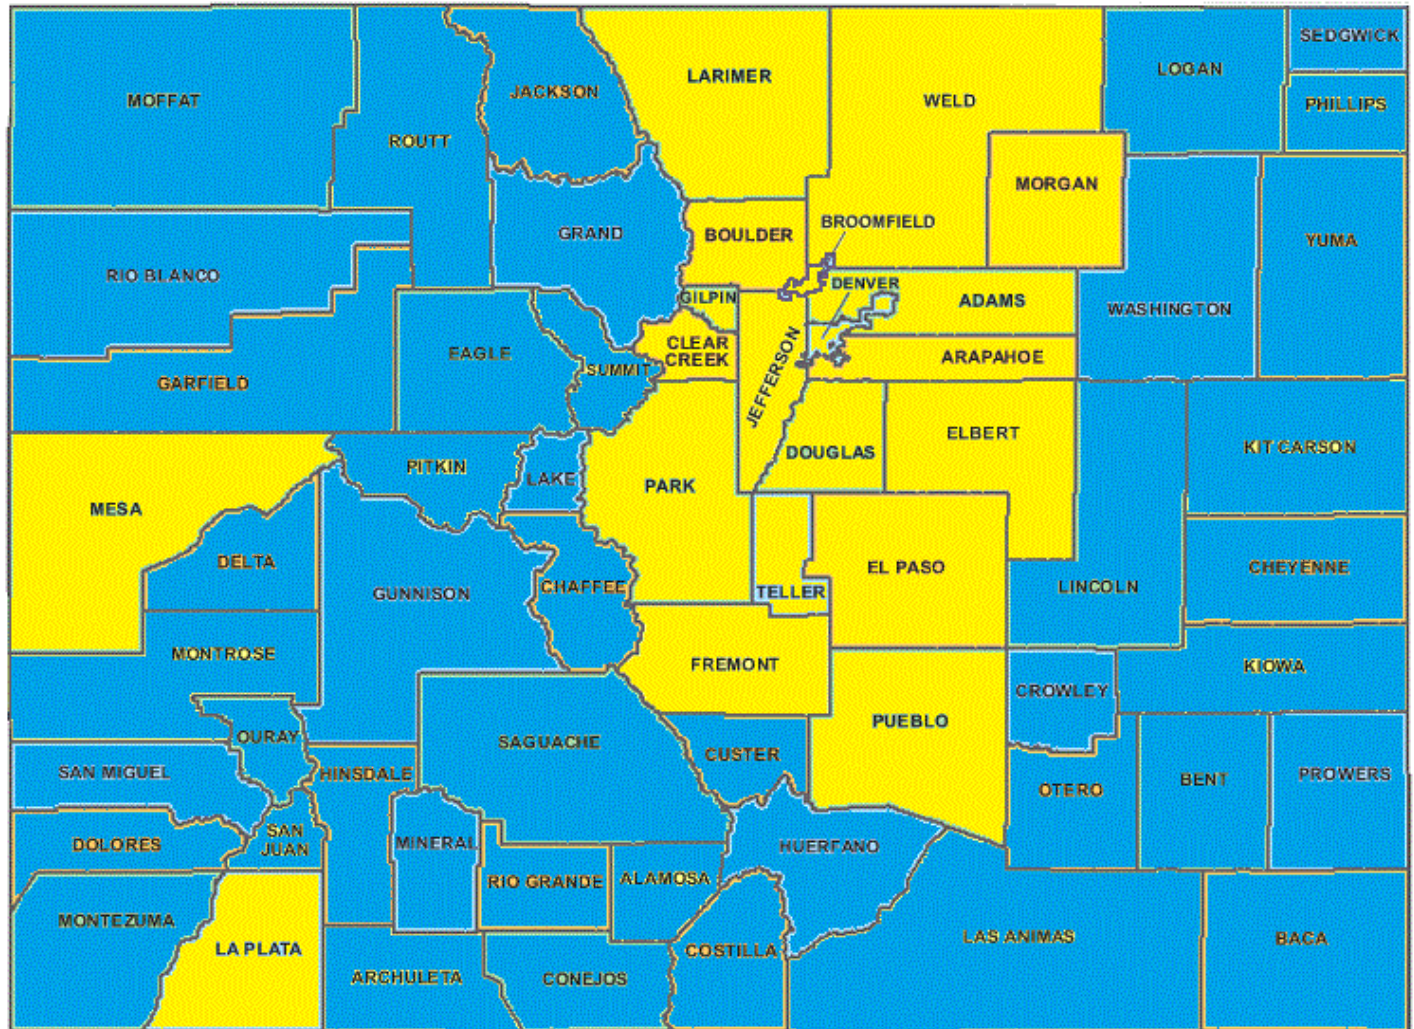 SEDGWICK
LOGAN
LARIMER
JACKSON
MOFFAT
WELD
PHILLIPS
ROUTT
MORGAN
BROOMFIELD
GRAND
BOULDER
YUMA
RIO BLANCO
DENVER
GILPIN
ADAMS
WASHINGTON
EAGLE
CLEAR
CREEK
ARAPAHOE
SUMMIT
JEFFERSON
GARFIELD
ELBERT
KIT CARSON
DOUGLAS
PITKIN
LAKE
PARK
MESA
DELTA
EL PASO
CHEYENNE
GUNNISON
CHAFFEE
TELLER
LINCOLN
MONTROSE
FREMONT
KIOWA
CROWLEY
PUEBLO
OURAY
SAGUACHE
CUSTER
SAN MIGUEL
HINSDALE
BENT
PROWERS
OTERO
SAN
JUAN
DOLORES
MINERAL
HUERFANO
RIO GRANDE
ALAMOSA
MONTEZUMA
LAS ANIMAS
BACA
LA PLATA
COSTILLA
ARCHULETA
CONEJOS